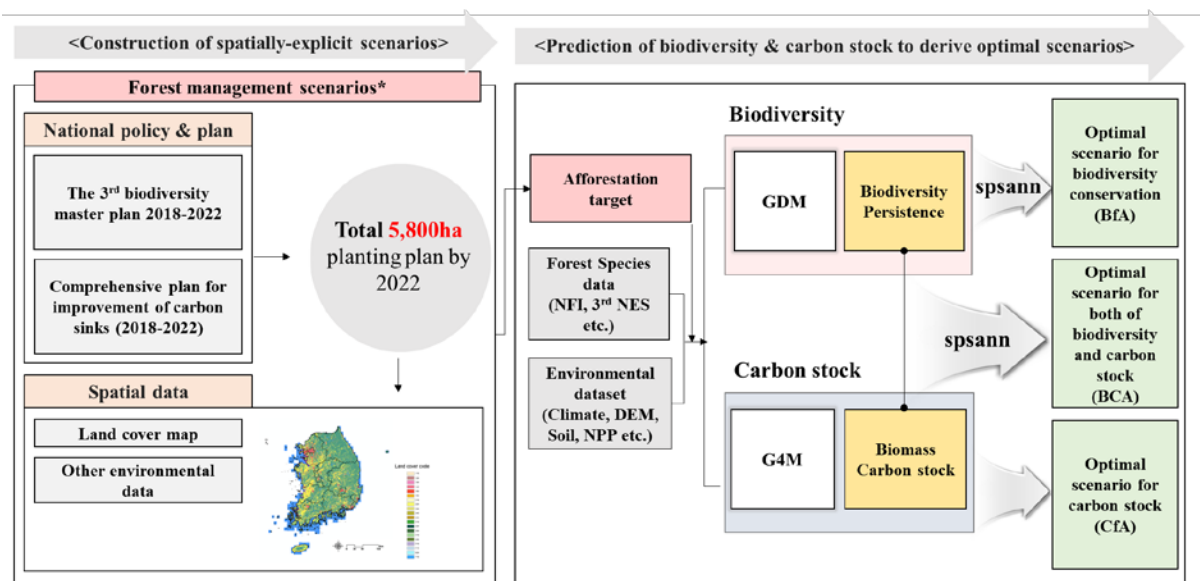 <Construction of spatially-explicit scenarios>
<Prediction of biodiversity & carbon stock to derive optimal scenarios>
Forest management scenarios*
National policy & plan
The 3rd biodiversity
master plan 2018-2022
Comprehensive plan for
improvement of carbon
sinks (2018-2022)
Total 5,800ha
planting plan by
2022
Spatial data
Land cover map
Other environmental
data
Land cover code
Afforestation
target
Forest Species
data
(NFI, 3rd NES
etc.)
Environmental
dataset
(Climate, DEM,
Soil, NPP etc.)
Biodiversity
GDM
Biodiversity
Persistence
Carbon stock
G4M
Biomass
Carbon stock
spsann
spsann
spsann
Optimal
scenario for
biodiversity
conservation
(BfA)
Optimal
scenario for
both of
biodiversity
and carbon
stock
(BCA)
Optimal
scenario for
carbon stock
(CfA)